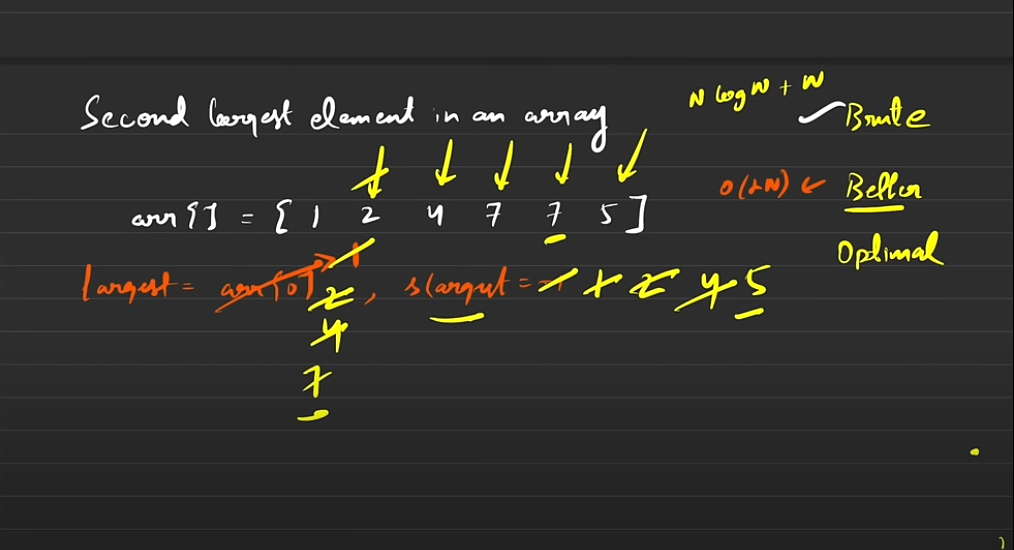 N log N + N
Second largest element in an array
Brute
O(2N)
Better
arr[] = [ 1 2 4 7 7 5 ]
Optimal
largest = arr[0] 1, slargest = -1 1 2 4 5
2
4
7